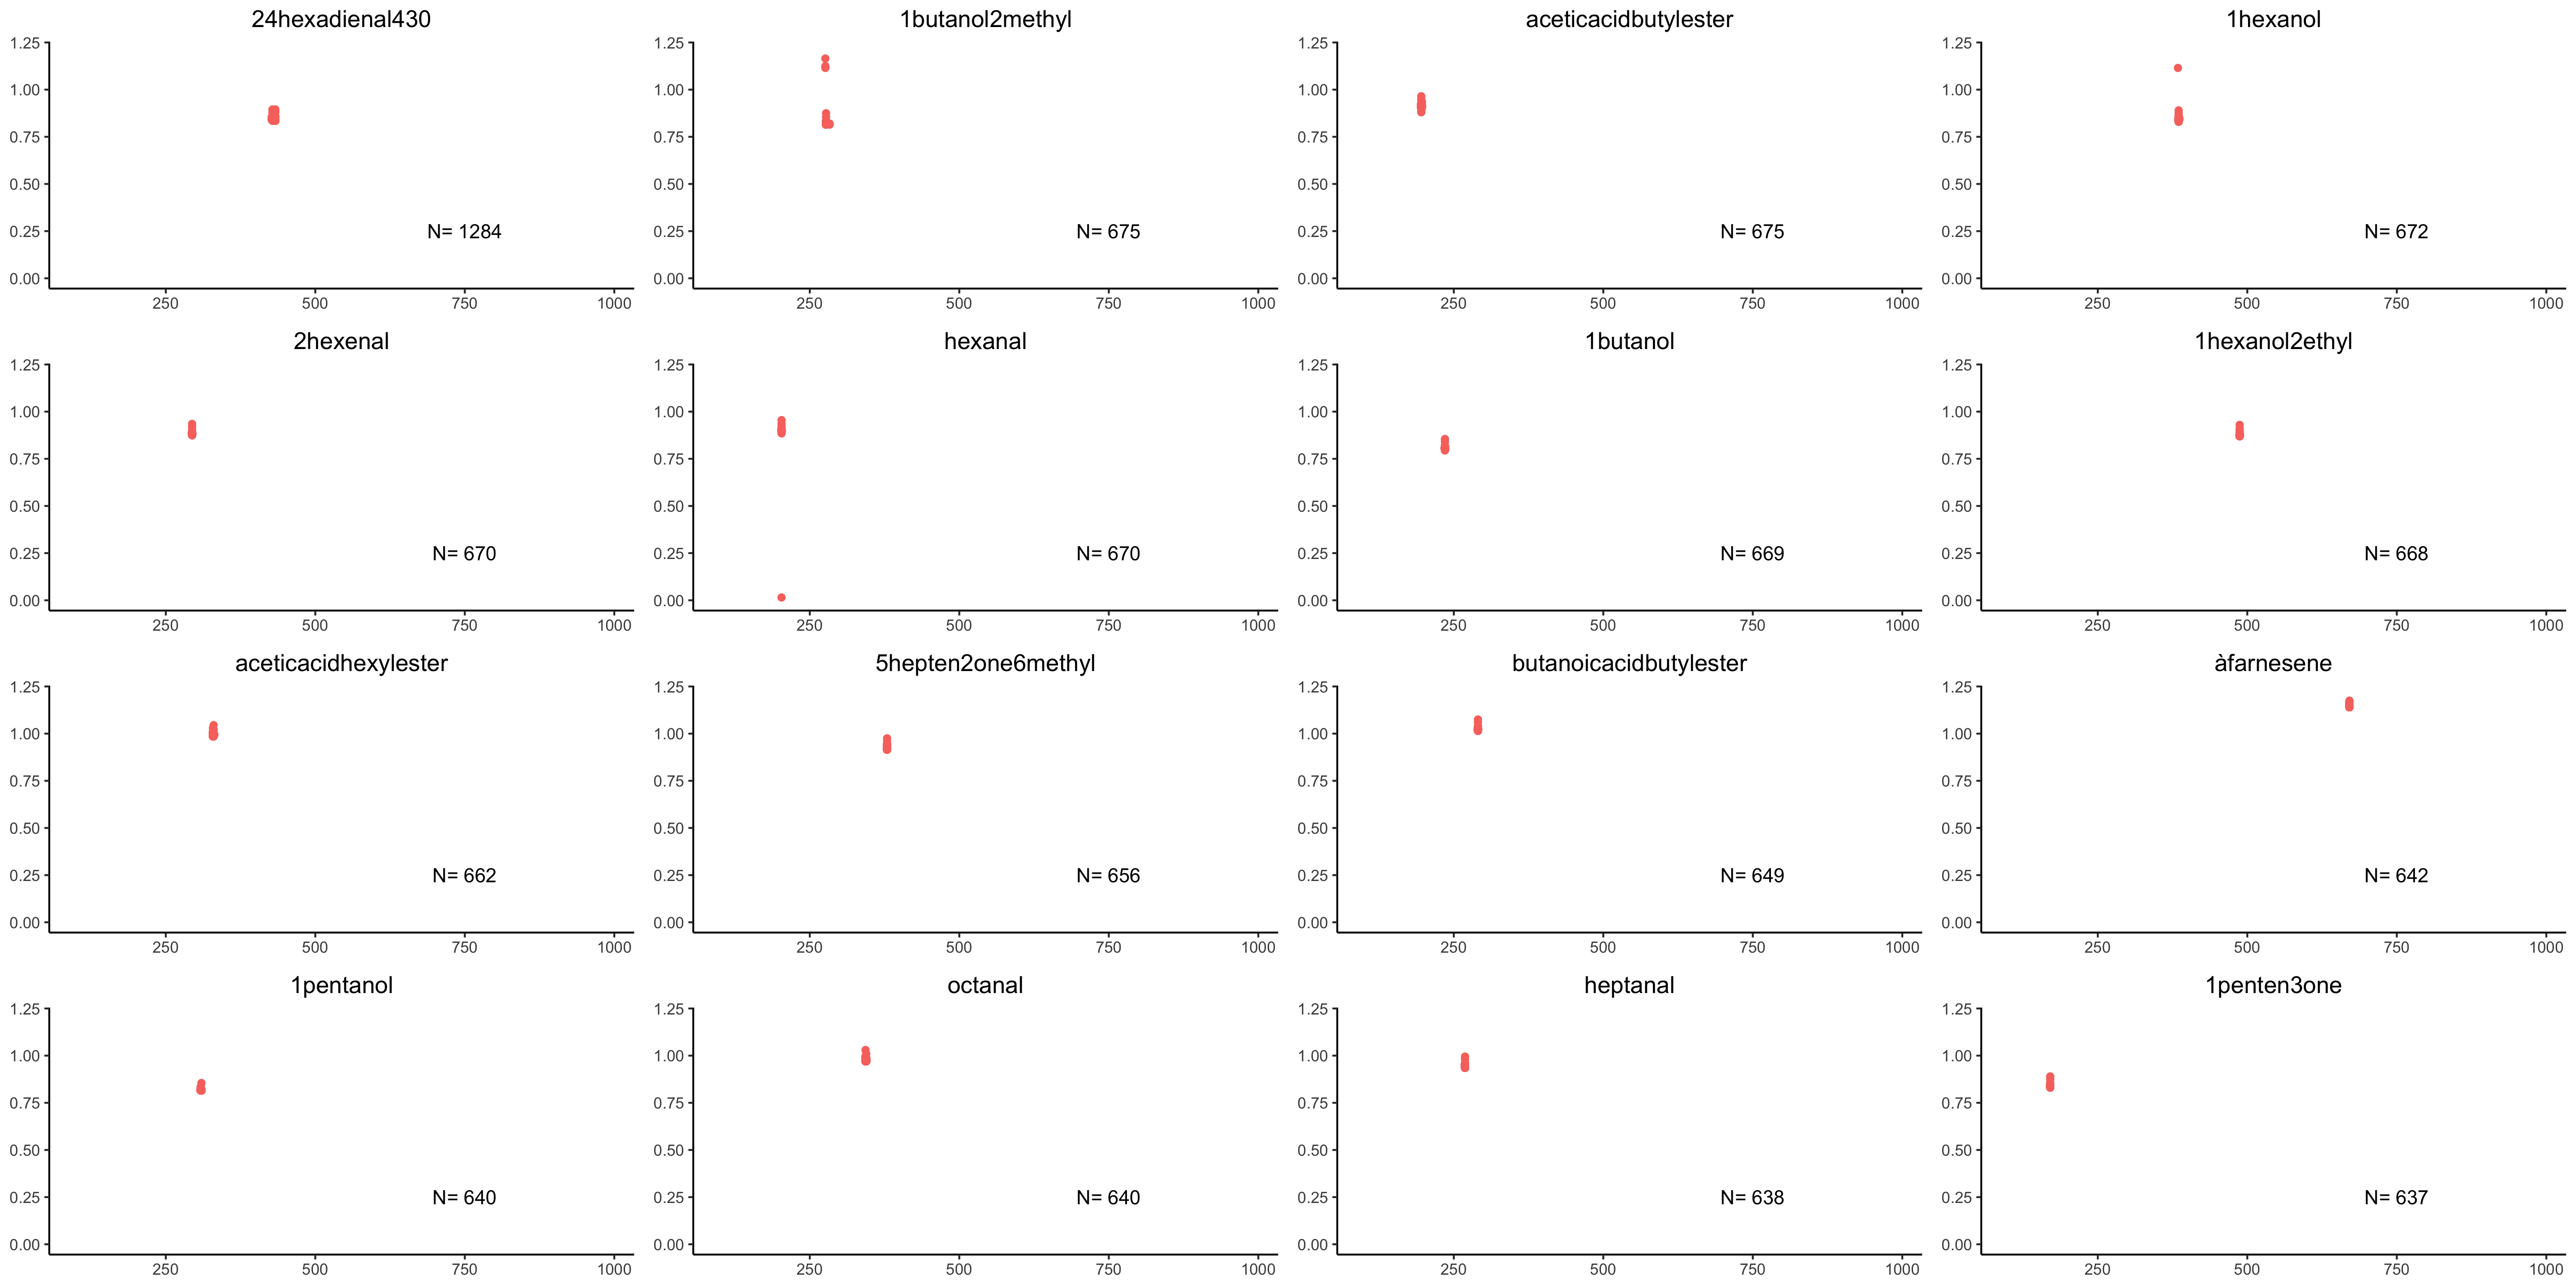 24hexadienal430 1butanol2methyl aceticacidbutylester 1hexanol
1.25 1.25 1.25 1.25
1.00 1.00 1.00 1.00
0.75 0.75 0.75 0.75
0.50 0.50 0.50 0.50
0.25 N= 1284 0.25 N= 675 0.25 N= 675 0.25 N= 672
0.00 0.00 0.00 0.00
250 500 750 1000 250 500 750 1000 250 500 750 1000 250 500 750 1000
2hexenal hexanal 1butanol 1hexanol2ethyl
1.25 1.25 1.25 1.25
1.00 1.00 1.00 1.00
0.75 0.75 0.75 0.75
0.50 0.50 0.50 0.50
0.25 N= 670 0.25 N= 670 0.25 N= 669 0.25 N= 668
0.00 0.00 0.00 0.00
250 500 750 1000 250 500 750 1000 250 500 750 1000 250 500 750 1000
aceticacidhexylester 5hepten2one6methyl butanoicacidbutylester àfarnesene
1.25 1.25 1.25 1.25
1.00 1.00 1.00 1.00
0.75 0.75 0.75 0.75
0.50 0.50 0.50 0.50
0.25 N= 662 0.25 N= 656 0.25 N= 649 0.25 N= 642
0.00 0.00 0.00 0.00
250 500 750 1000 250 500 750 1000 250 500 750 1000 250 500 750 1000
1pentanol octanal heptanal 1penten3one
1.25 1.25 1.25 1.25
1.00 1.00 1.00 1.00
0.75 0.75 0.75 0.75
0.50 0.50 0.50 0.50
0.25 N= 640 0.25 N= 640 0.25 N= 638 0.25 N= 637
0.00 0.00 0.00 0.00
250 500 750 1000 250 500 750 1000 250 500 750 1000 250 500 750 1000